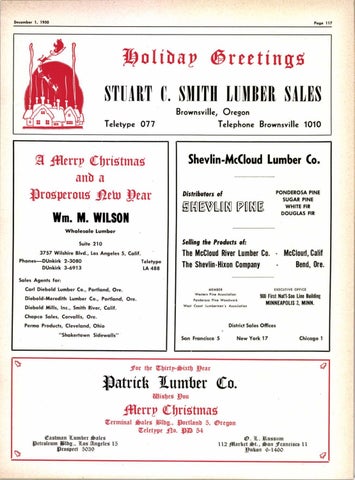 December 1, 1950
Page 117
Holiday Greetings
STUART C. SMITH LUMBER SALES
Brownsville, Oregon
Teletype 077
Telephone Brownsville 1010
A Merry Christmas
and a
Prosperous New Year
Wm. M. WILSON
Wholesale Lumber
Suite 210
3757 Wilshire Blvd., Los Angeles 5, Calif.
Phones—DUnkirk 2-3080
DUnkirk 3-6913
Teletype
LA 488
Sales Agents for:
Carl Diebold Lumber Co., Portland, Ore.
Diebold-Meredith Lumber Co., Portland, Ore.
Diebold Mills, Inc., Smith River, Calif.
Chapco Sales, Corvallis, Ore.
Perma Products, Cleveland, Ohio
"Shakertown Sidewalls"
Shevlin-McCloud Lumber Co.
Distributors of
SHEVLIN PINE
PONDEROSA PINE
SUGAR PINE
WHITE FIR
DOUGLAS FIR
Selling the Products of:
The McCloud River Lumber Co. - McCloud, Calif
The Shevlin-Hixon Company - Bend, Ore.
MEMBER
Western Pine Association
Ponderosa Pine Woodwork
West Coast Lumbermen's Association
EXECUTIVE OFFICE
900 First Nat'l-Soo Line Building
MINNEAPOLIS 2, MINN.
District Sales Offices
San Francisco 5
New York 17
Chicago 1
For the Thirty-Sixth Year
Patrick Lumber Co.
Wishes You
Merry Christmas
Terminal Sales Bldg., Portland 5, Oregon
Teletype No. PD 54
Eastman Lumber Sales
Petroleum Bldg., Los Angeles 15
Prospect 5039
O. L. Russum
112 Market St., San Francisco 11
Yukon 6-1460